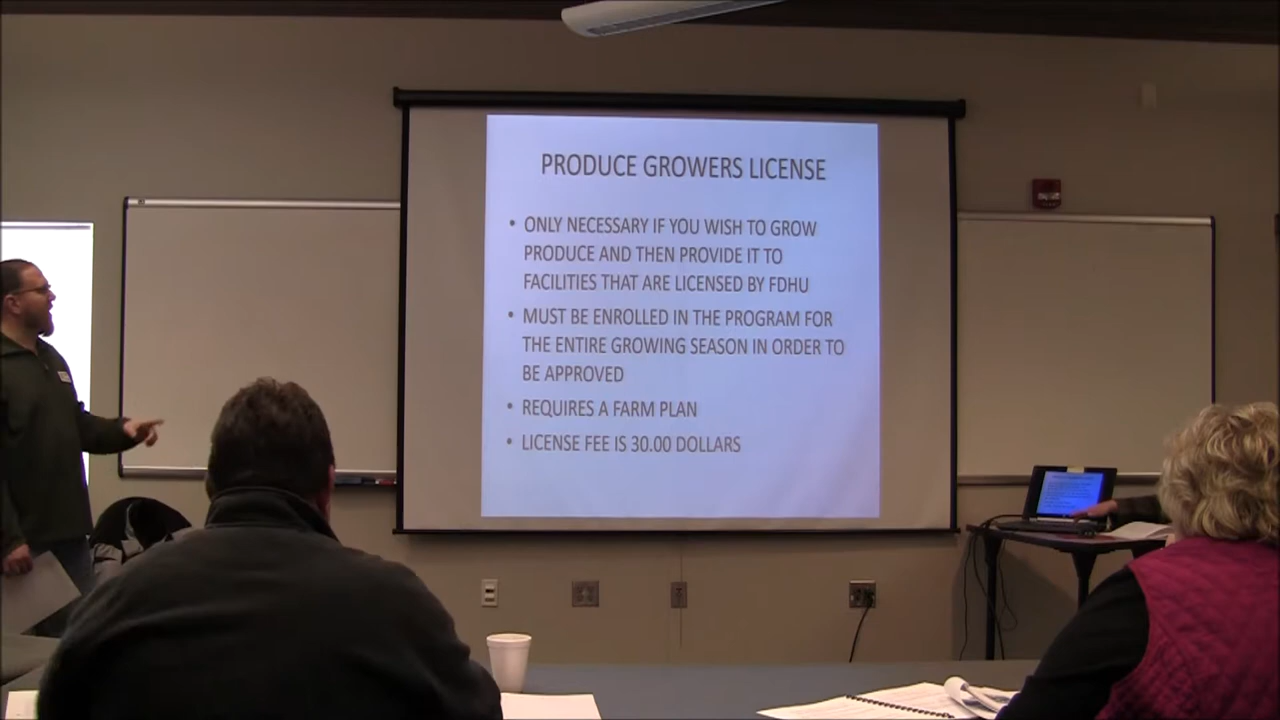 PRODUCE GROWERS LICENSE
• ONLY NECESSARY IF YOU WISH TO GROW
PRODUCE AND THEN PROVIDE IT TO
FACILITIES THAT ARE LICENSED BY FDHU
• MUST BE ENROLLED IN THE PROGRAM FOR
THE ENTIRE GROWING SEASON IN ORDER TO
BE APPROVED
• REQUIRES A FARM PLAN
• LICENSE FEE IS 30.00 DOLLARS